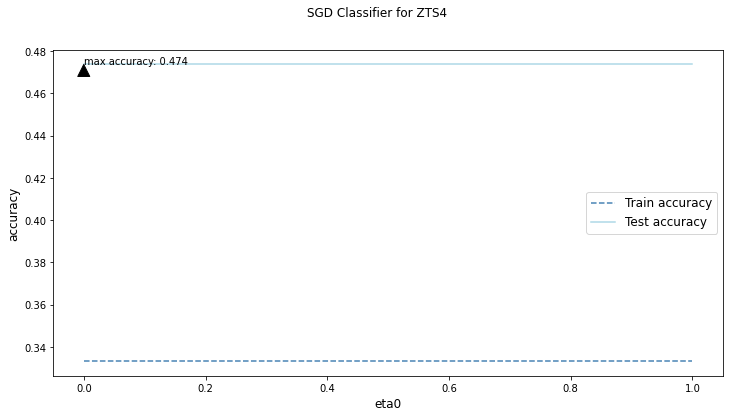 SGD Classifier for ZTS4
max accuracy: 0.474
0.48
0.46
0.44
0.42
0.40
0.38
0.36
0.34
accuracy
Train accuracy
Test accuracy
0.0 0.2 0.4 0.6 0.8 1.0
eta0